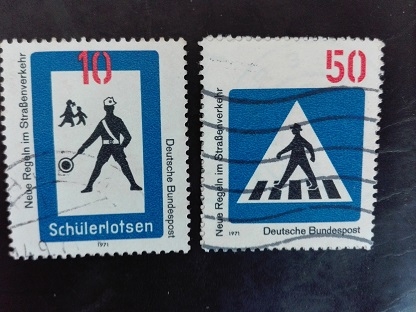 10
Neue Regeln im Straßenverkehr
Schülerlotsen
Deutsche Bundespost
1971
50
Neue Regeln im Straßenverkehr
1971
Deutsche Bundespost